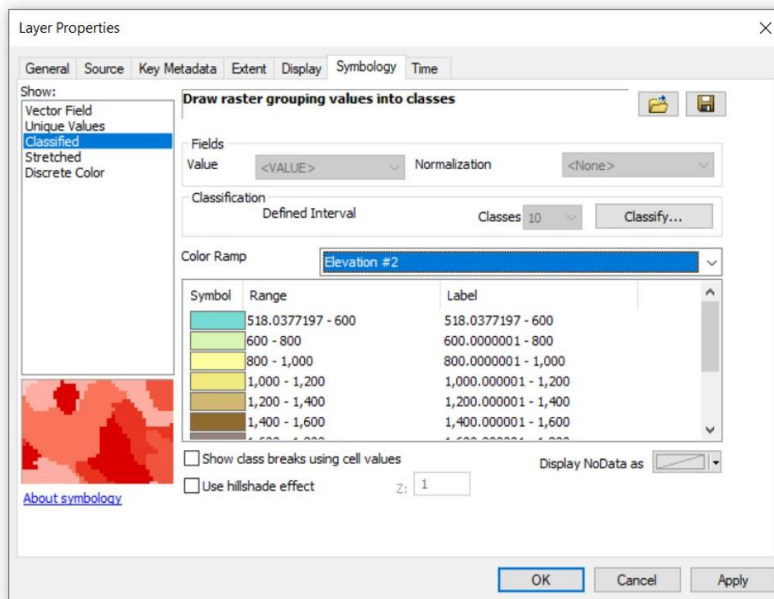 Layer Properties
General Source Key Metadata Extent Display Symbology Time
Show:
Vector Field
Unique Values
Classified
Stretched
Discrete Color
Draw raster grouping values into classes
Fields
Value <VALUE> Normalization <None>
Classification
Defined Interval Classes 10 Classify...
Color Ramp Elevation #2
Symbol Range Label
518.0377197 - 600 518.0377197 - 600
600 - 800 600.0000001 - 800
800 - 1,000 800.0000001 - 1,000
1,000 - 1,200 1,000.000001 - 1,200
1,200 - 1,400 1,200.000001 - 1,400
1,400 - 1,600 1,400.000001 - 1,600
Show class breaks using cell values Display NoData as
Use hillshade effect Z: 1
About symbology
OK Cancel Apply